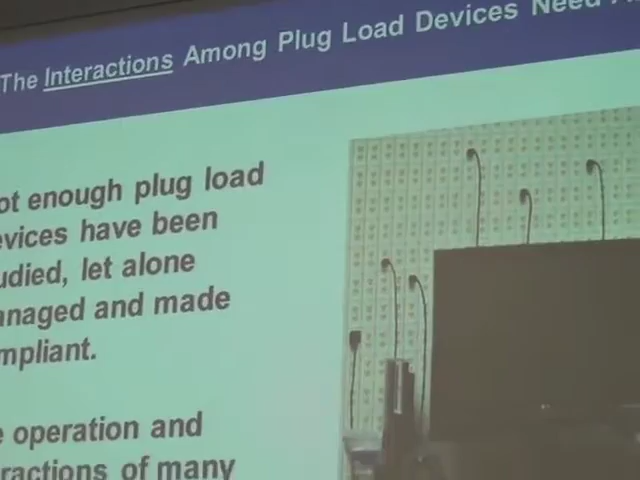 The Interactions Among Plug Load Devices Need
ot enough plug load
evices have been
udied, let alone
anaged and made
mpliant.
e operation and
ractions of many